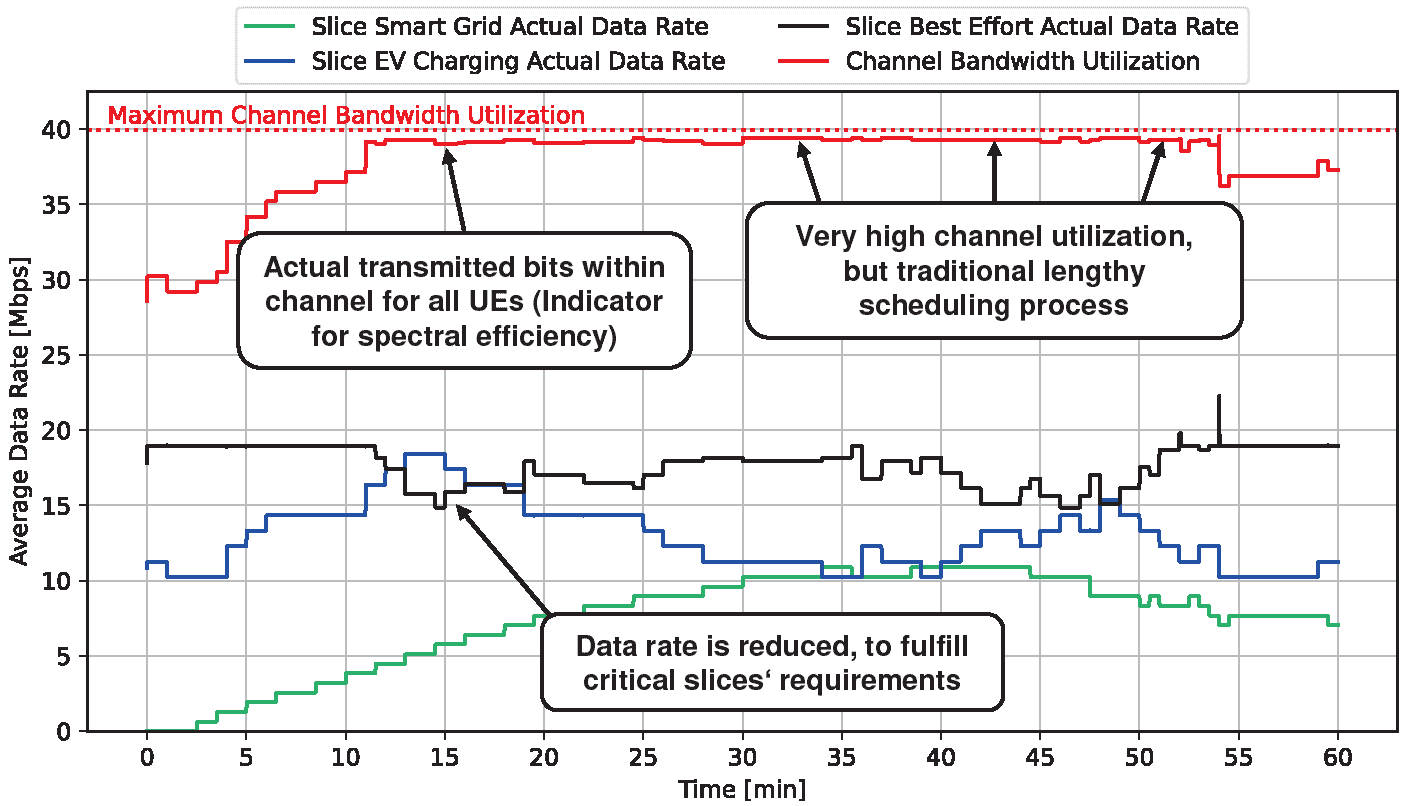 Slice Smart Grid Actual Data Rate
Slice EV Charging Actual Data Rate
Slice Best Effort Actual Data Rate
Channel Bandwidth Utilization
Maximum Channel Bandwidth Utilization
Average Data Rate [Mbps]
40
35
30
25
20
15
10
5
0
Actual transmitted bits within
channel for all UEs (Indicator
for spectral efficiency)
Very high channel utilization,
but traditional lengthy
scheduling process
Data rate is reduced, to fulfill
critical slices‘ requirements
0 5 10 15 20 25 30 35 40 45 50 55 60
Time [min]